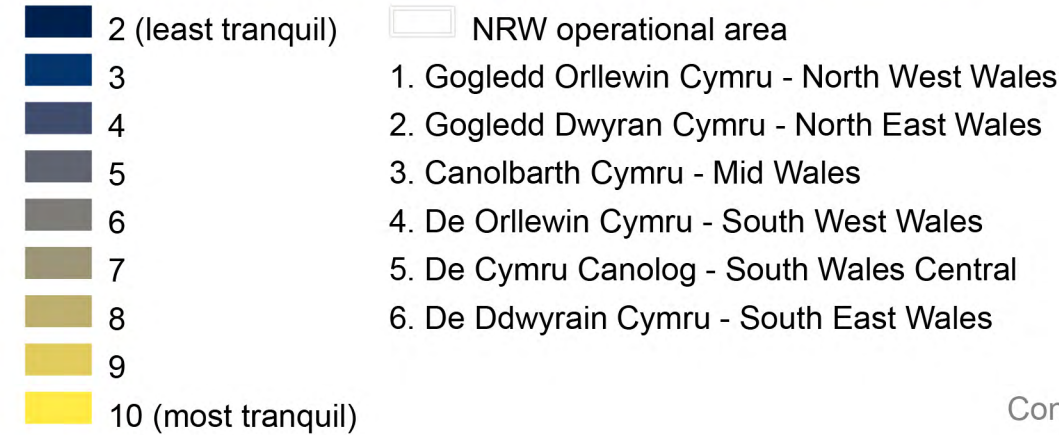 2 (least tranquil)
3
4
5
6
7
8
9
10 (most tranquil)
NRW operational area
1. Gogledd Orllewin Cymru - North West Wales
2. Gogledd Dwyran Cymru - North East Wales
3. Canolbarth Cymru - Mid Wales
4. De Orllewin Cymru - South West Wales
5. De Cymru Canolog - South Wales Central
6. De Ddwyrain Cymru - South East Wales